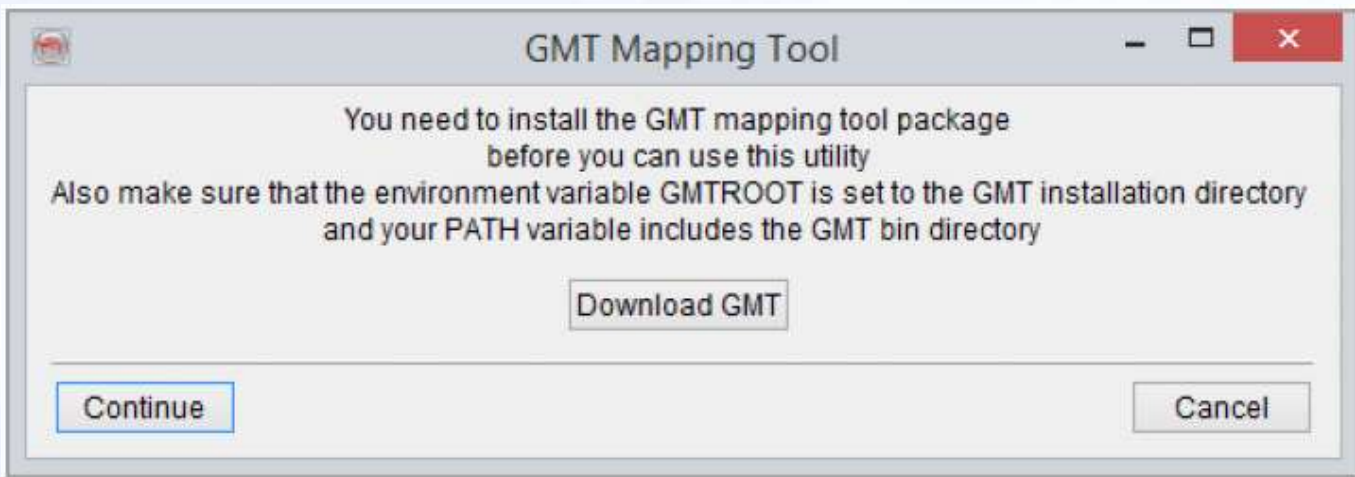 GMT Mapping Tool
You need to install the GMT mapping tool package
before you can use this utility
Also make sure that the environment variable GMTROOT is set to the GMT installation directory
and your PATH variable includes the GMT bin directory
Download GMT
Continue
Cancel